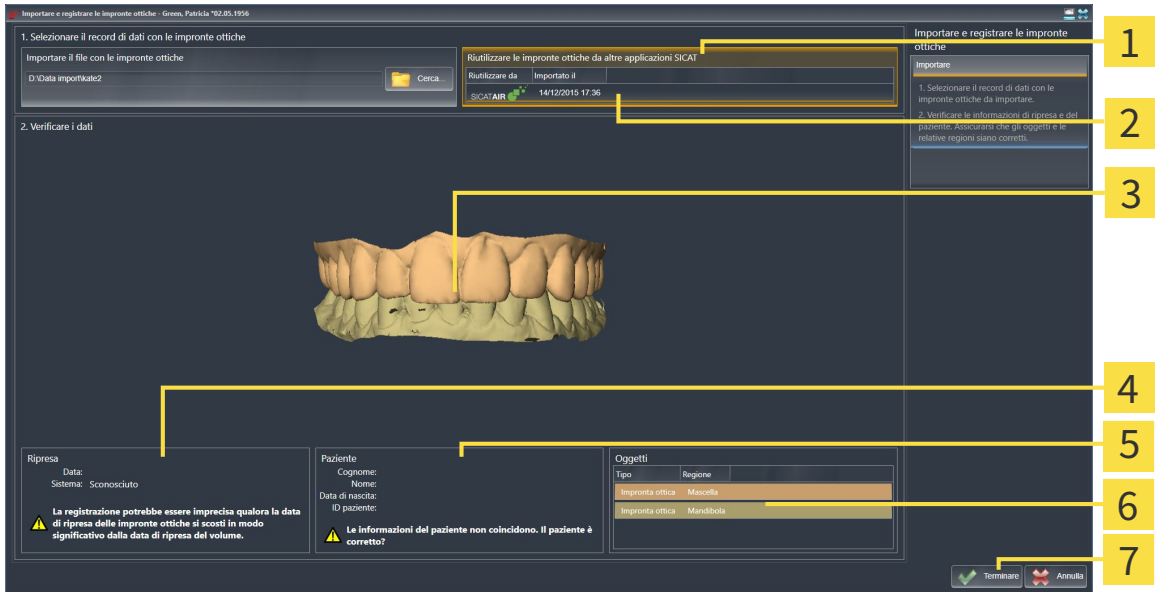 Importare e registrare le impronte ottiche - Green, Patricia *02.05.1956
1. Selezionare il record di dati con le impronte ottiche
Importare il file con le impronte ottiche
D:\Data import\kate2
Cerca...
Riutilizzare le impronte ottiche da altre applicazioni SICAT
Riutilizzare da Importato il
SICATAIR 14/12/2015 17:36
Importare e registrare le impronte
ottiche
Importare
1. Selezionare il record di dati con le
impronte ottiche da importare.
2. Verificare le informazioni di ripresa e del
paziente. Assicurarsi che gli oggetti e le
relative regioni siano corretti.
1
2
3
2. Verificare i dati
4
5
6
7
Ripresa
Data:
Sistema: Sconosciuto
La registrazione potrebbe essere imprecisa qualora la data
di ripresa delle impronte ottiche si scosti in modo
significativo dalla data di ripresa del volume.
Paziente
Cognome:
Nome:
Data di nascita:
ID paziente:
Le informazioni del paziente non coincidono. Il paziente è
corretto?
Oggetti
Tipo Regione
Impronta ottica Mascella
Impronta ottica Mandibola
Terminare
Annulla